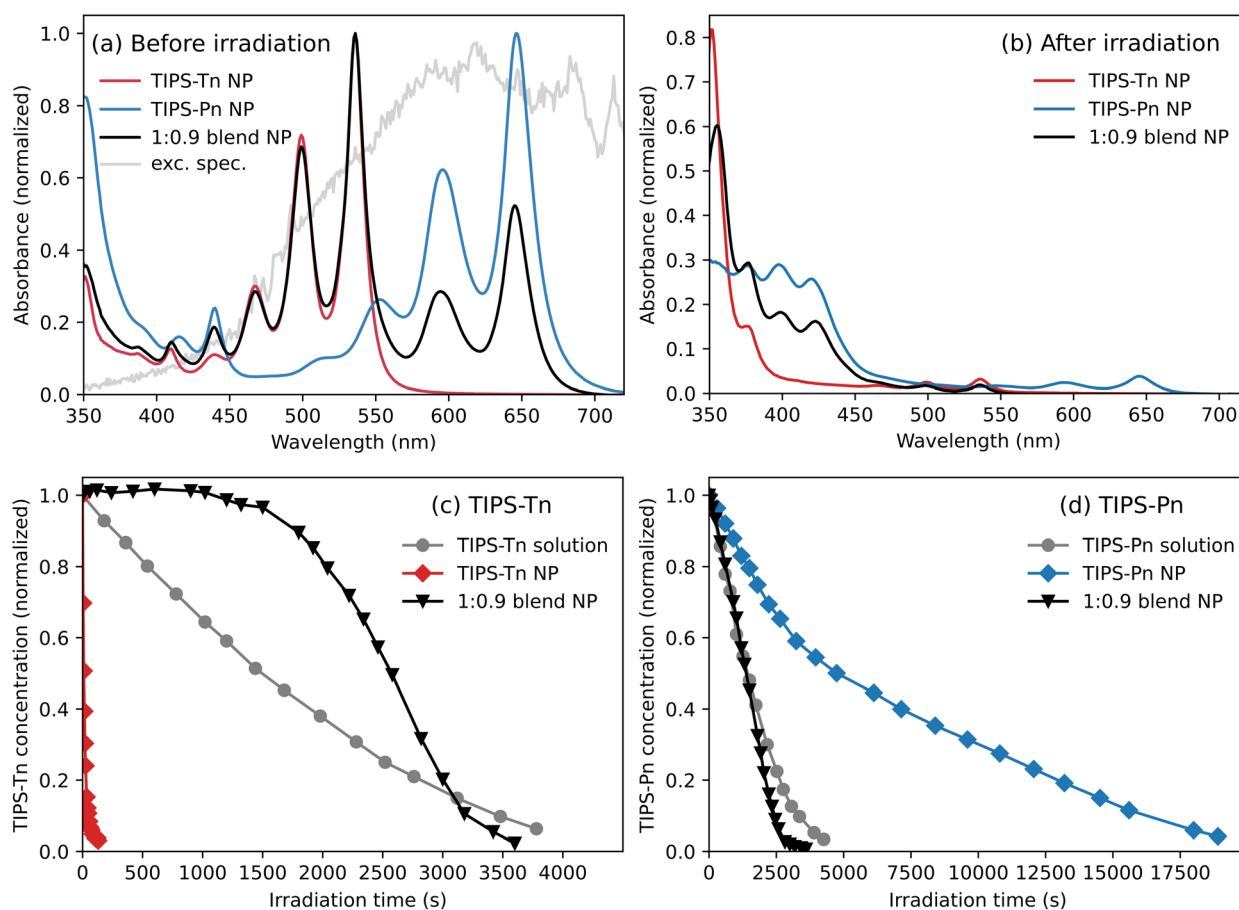 (a) Before irradiation
TIPS-Tn NP
TIPS-Pn NP
1:0.9 blend NP
exc. spec.
Absorbance (normalized)
1.0
0.8
0.6
0.4
0.2
0.0
350 400 450 500 550 600 650 700
Wavelength (nm)
(b) After irradiation
TIPS-Tn NP
TIPS-Pn NP
1:0.9 blend NP
Absorbance (normalized)
0.8
0.7
0.6
0.5
0.4
0.3
0.2
0.1
0.0
350 400 450 500 550 600 650 700
Wavelength (nm)
(c) TIPS-Tn
TIPS-Tn solution
TIPS-Tn NP
1:0.9 blend NP
TIPS-Tn concentration (normalized)
1.0
0.8
0.6
0.4
0.2
0.0
0 500 1000 1500 2000 2500 3000 3500 4000
Irradiation time (s)
(d) TIPS-Pn
TIPS-Pn solution
TIPS-Pn NP
1:0.9 blend NP
TIPS-Pn concentration (normalized)
1.0
0.8
0.6
0.4
0.2
0.0
0 2500 5000 7500 10000 12500 15000 17500
Irradiation time (s)